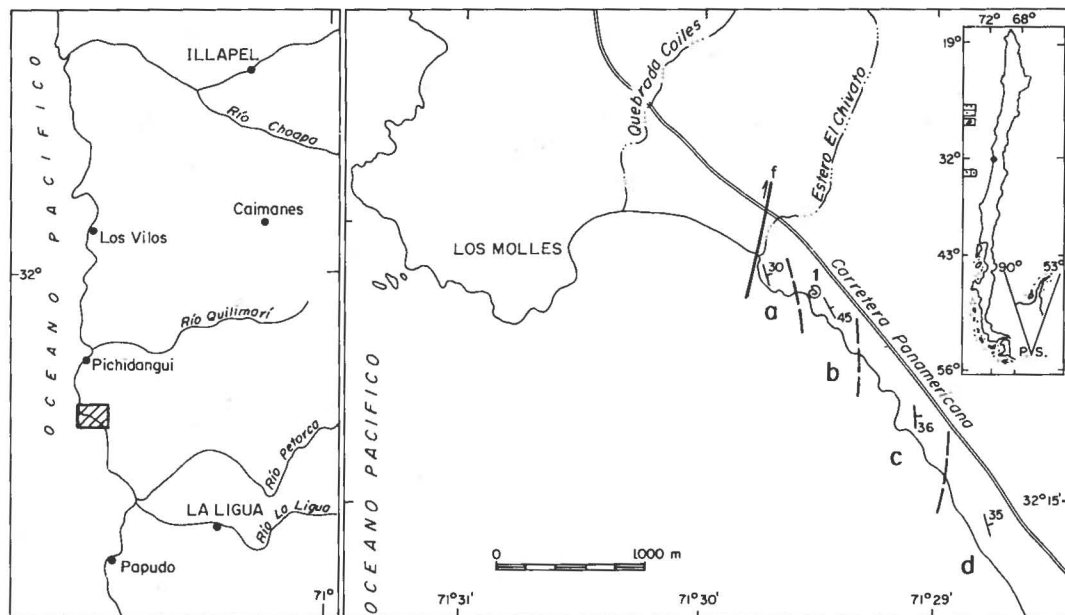 OCEANO PACIFICO
ILLAPEL
Río Choapa
Caimanes
Los Vilos
32°
Río Quilimarí
Pichidangui
Río Petorca
LA LIGUA
Río La Ligua
Papudo
71°
Quebrada Coiles
Estero El Chivato
f
LOS MOLLES
30
1
45
a
Carretera Panamericana
b
36
c
32°15'
35
d
OCEANO PACIFICO
0 1000 m
71°31'
71°30'
71°29'
72° 68°
19°
32°
43°
90° 53°
P.S.
56°